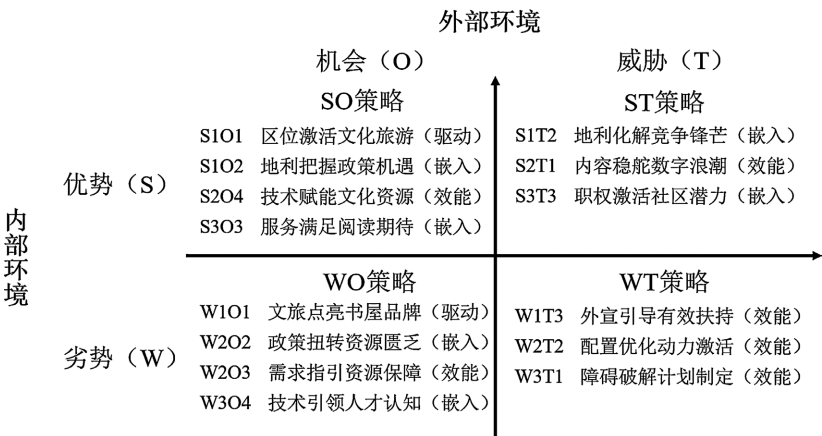 外部环境
机会（O）
威胁（T）
SO策略
S1O1 区位激活文化旅游（驱动）
S1O2 地利把握政策机遇（嵌入）
S2O4 技术赋能文化资源（效能）
S3O3 服务满足阅读期待（嵌入）
ST策略
S1T2 地利化解竞争锋芒（嵌入）
S2T1 内容稳舵数字浪潮（效能）
S3T3 职权激活社区潜力（嵌入）
内部环境
优势（S）
劣势（W）
WO策略
W1O1 文旅点亮书屋品牌（驱动）
W2O2 政策扭转资源匮乏（嵌入）
W2O3 需求指引资源保障（效能）
W3O4 技术引领人才认知（嵌入）
WT策略
W1T3 外宣引导有效扶持（效能）
W2T2 配置优化动力激活（效能）
W3T1 障碍破解计划制定（效能）